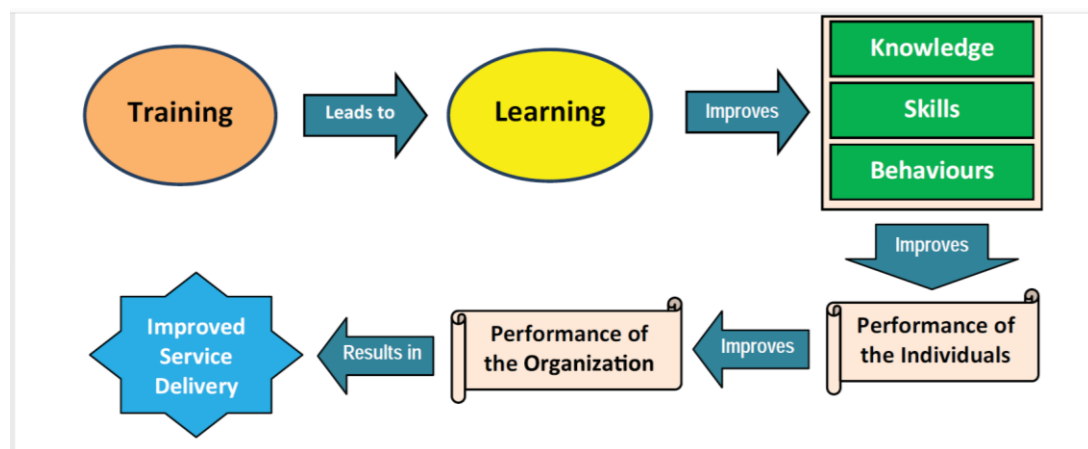 Training
Leads to
Learning
Improves
Knowledge
Skills
Behaviours
Improves
Performance of
the Individuals
Improves
Performance of
the Organization
Results in
Improved
Service
Delivery